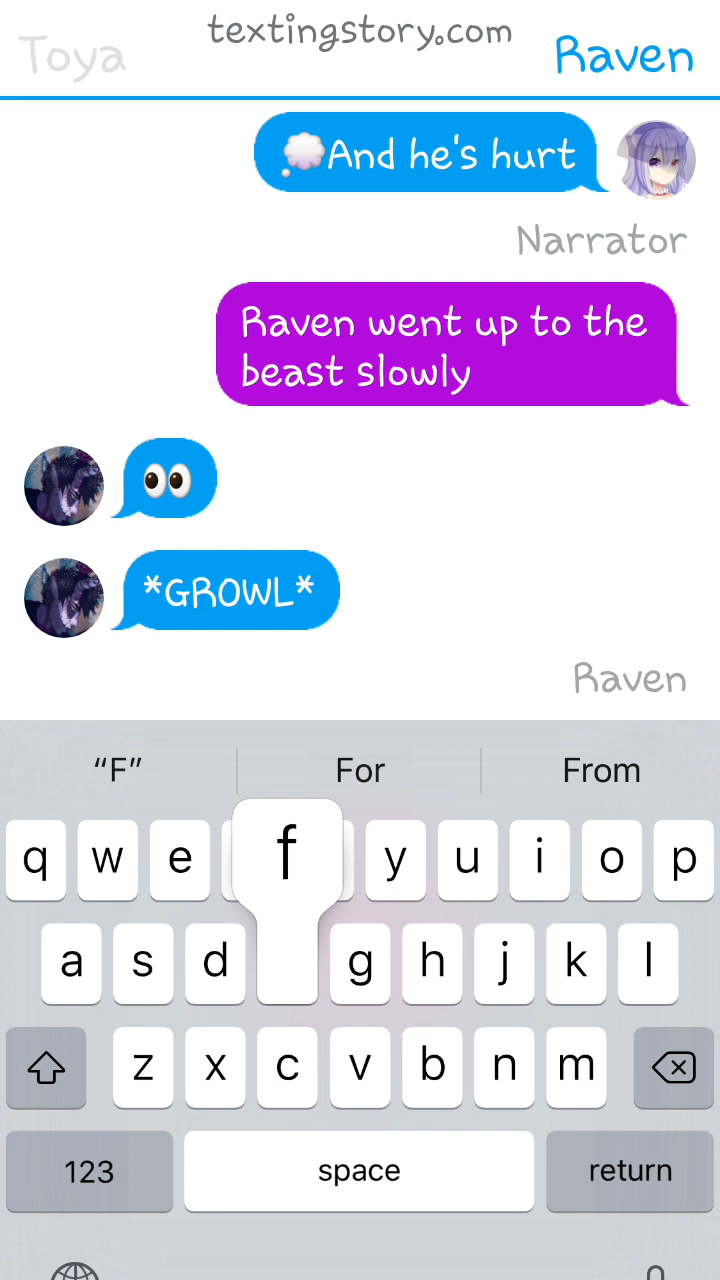 textingstory.com
Toya
Raven
💭And he's hurt
Narrator
Raven went up to the
beast slowly
👀
*GROWL*
Raven
“F” For From
q w e f y u i o p
a s d g h j k l
z x c v b n m
123 space return